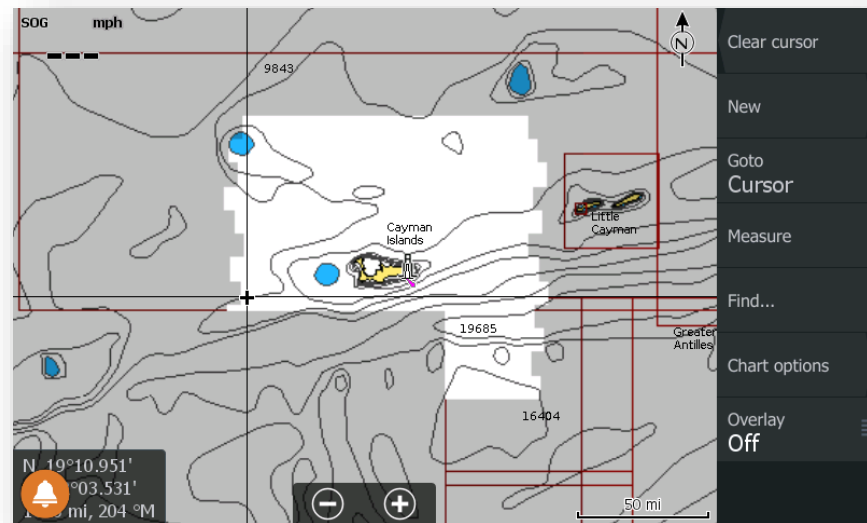 SOG mph
9843
N
Cayman
Islands
Little
Cayman
19685
Greater
Antilles
16404
N 19°10.951'
°03.531'
mi, 204 °M
50 mi
Clear cursor
New
Goto
Cursor
Measure
Find...
Chart options
Overlay
Off